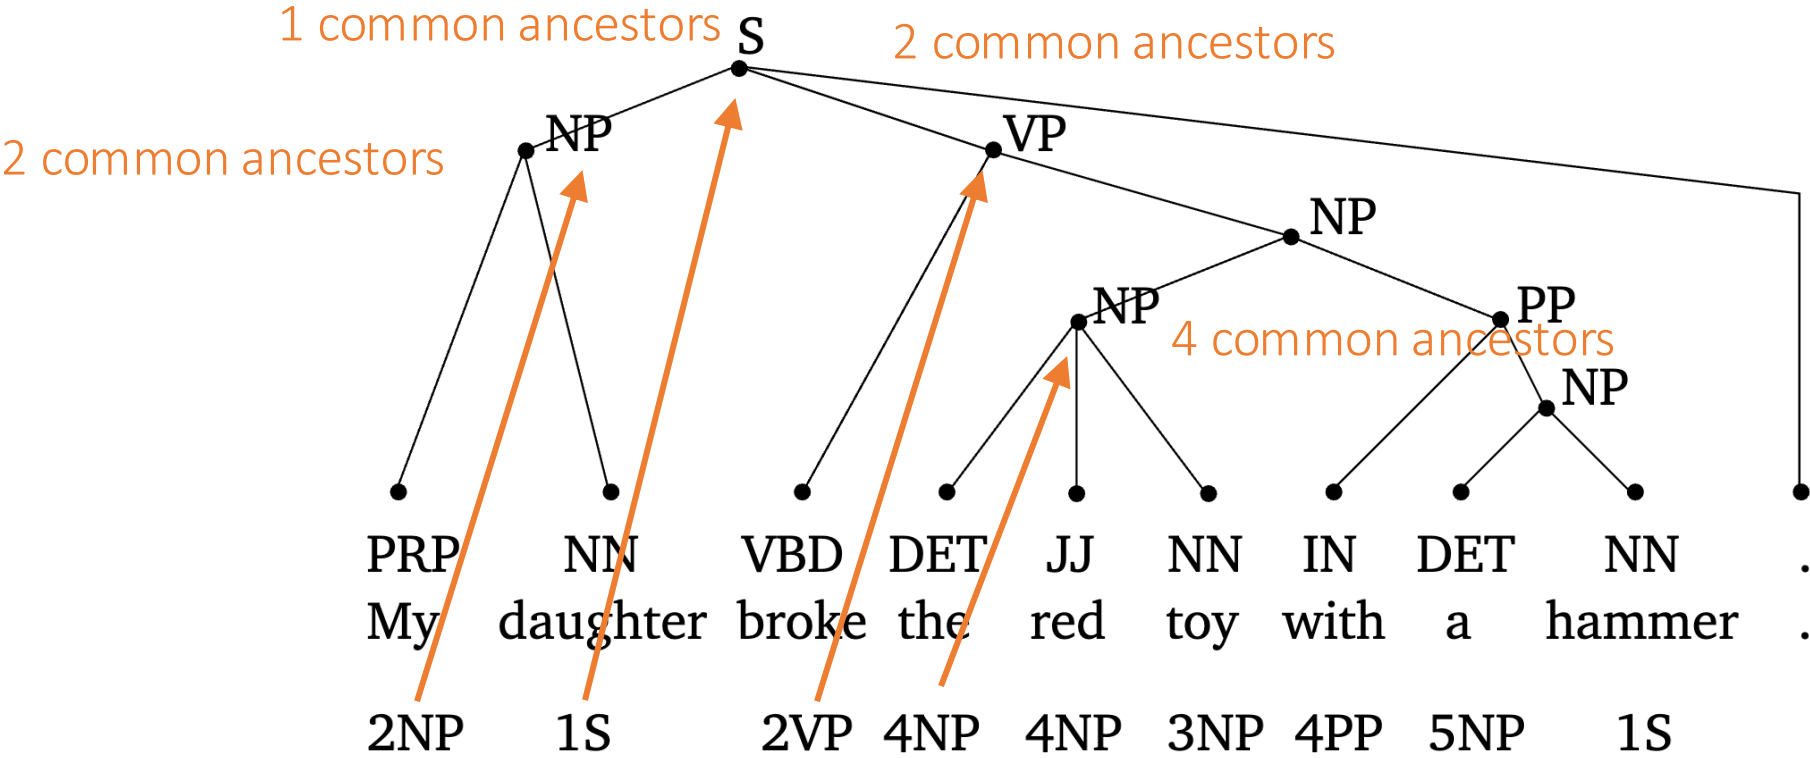 1 common ancestors S 2 common ancestors
2 common ancestors NP VP
NP
NP PP
4 common ancestors
NP
PRP NN VBD DET JJ NN IN DET NN .
My daughter broke the red toy with a hammer .
2NP 1S 2VP 4NP 4NP 3NP 4PP 5NP 1S